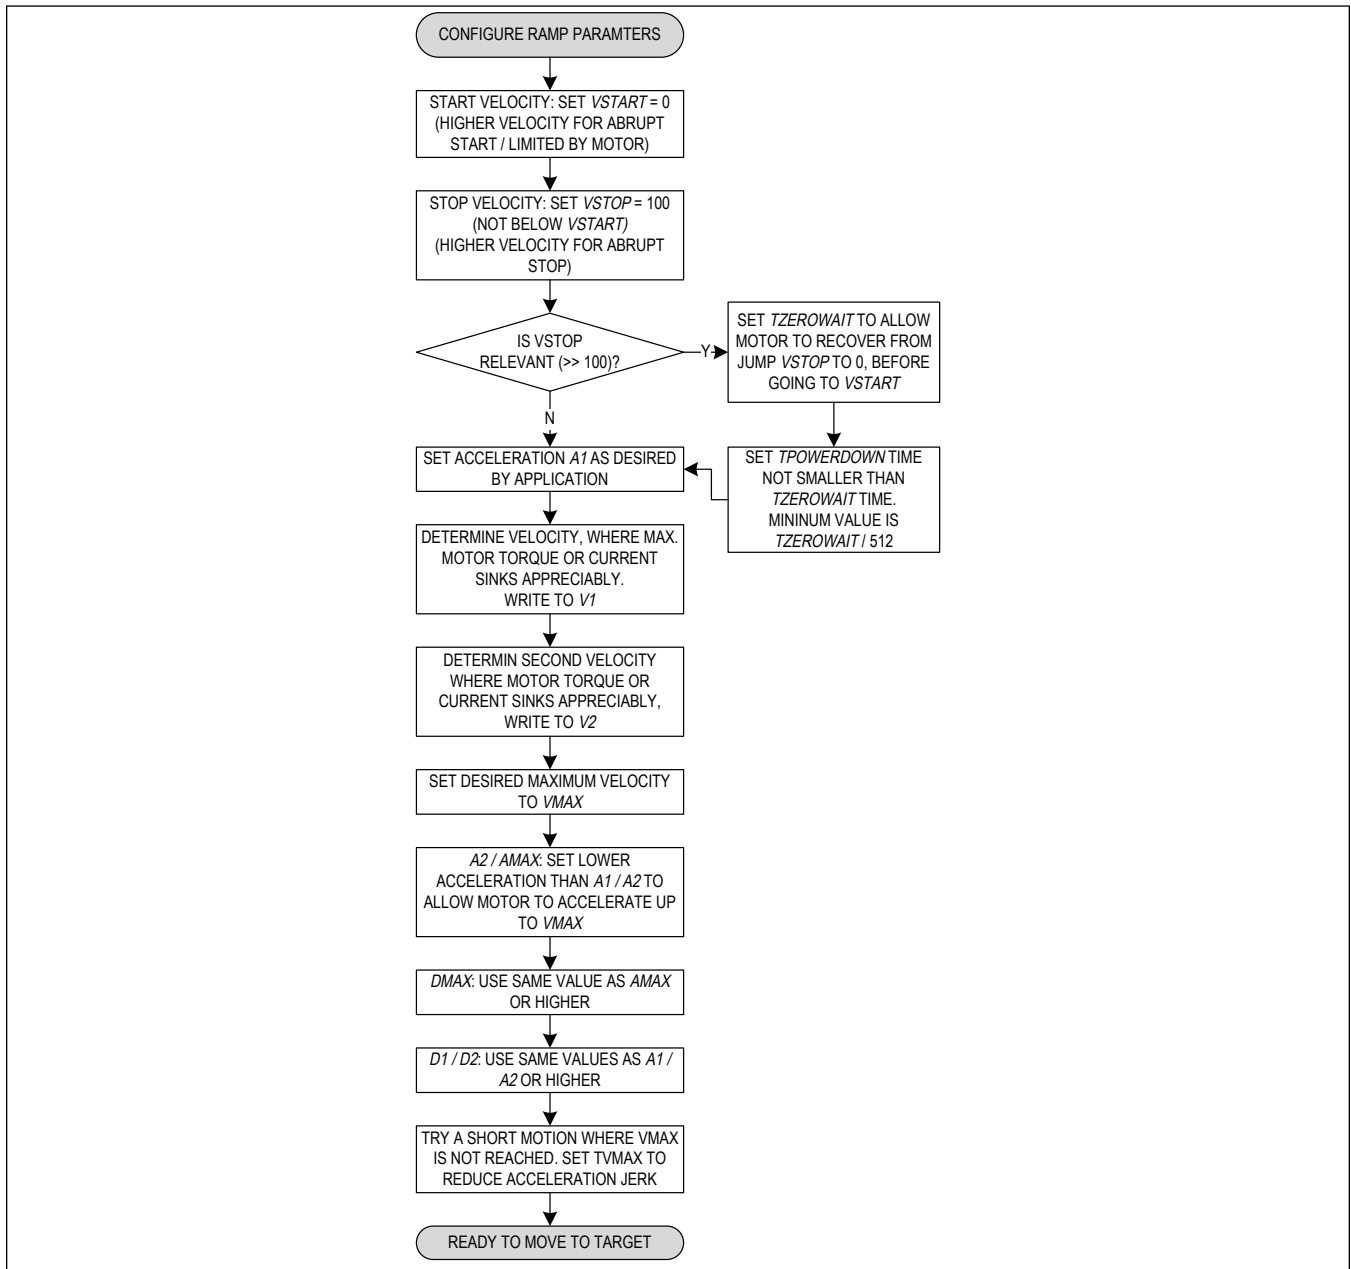 CONFIGURE RAMP PARAMTERS
START VELOCITY: SET VSTART = 0
(HIGHER VELOCITY FOR ABRUPT
START / LIMITED BY MOTOR)
STOP VELOCITY: SET VSTOP = 100
(NOT BELOW VSTART)
(HIGHER VELOCITY FOR ABRUPT
STOP)
IS VSTOP
RELEVANT (>> 100)?
Y
SET TZEROWAIT TO ALLOW
MOTOR TO RECOVER FROM
JUMP VSTOP TO 0, BEFORE
GOING TO VSTART
SET TPOWERDOWN TIME
NOT SMALLER THAN
TZEROWAIT TIME.
MININUM VALUE IS
TZEROWAIT / 512
N
SET ACCELERATION A1 AS DESIRED
BY APPLICATION
DETERMINE VELOCITY, WHERE MAX.
MOTOR TORQUE OR CURRENT
SINKS APPRECIABLY.
WRITE TO V1
DETERMIN SECOND VELOCITY
WHERE MOTOR TORQUE OR
CURRENT SINKS APPRECIABLY,
WRITE TO V2
SET DESIRED MAXIMUM VELOCITY
TO VMAX
A2 / AMAX: SET LOWER
ACCELERATION THAN A1 / A2 TO
ALLOW MOTOR TO ACCELERATE UP
TO VMAX
DMAX: USE SAME VALUE AS AMAX
OR HIGHER
D1 / D2: USE SAME VALUES AS A1 /
A2 OR HIGHER
TRY A SHORT MOTION WHERE VMAX
IS NOT REACHED. SET TVMAX TO
REDUCE ACCELERATION JERK
READY TO MOVE TO TARGET